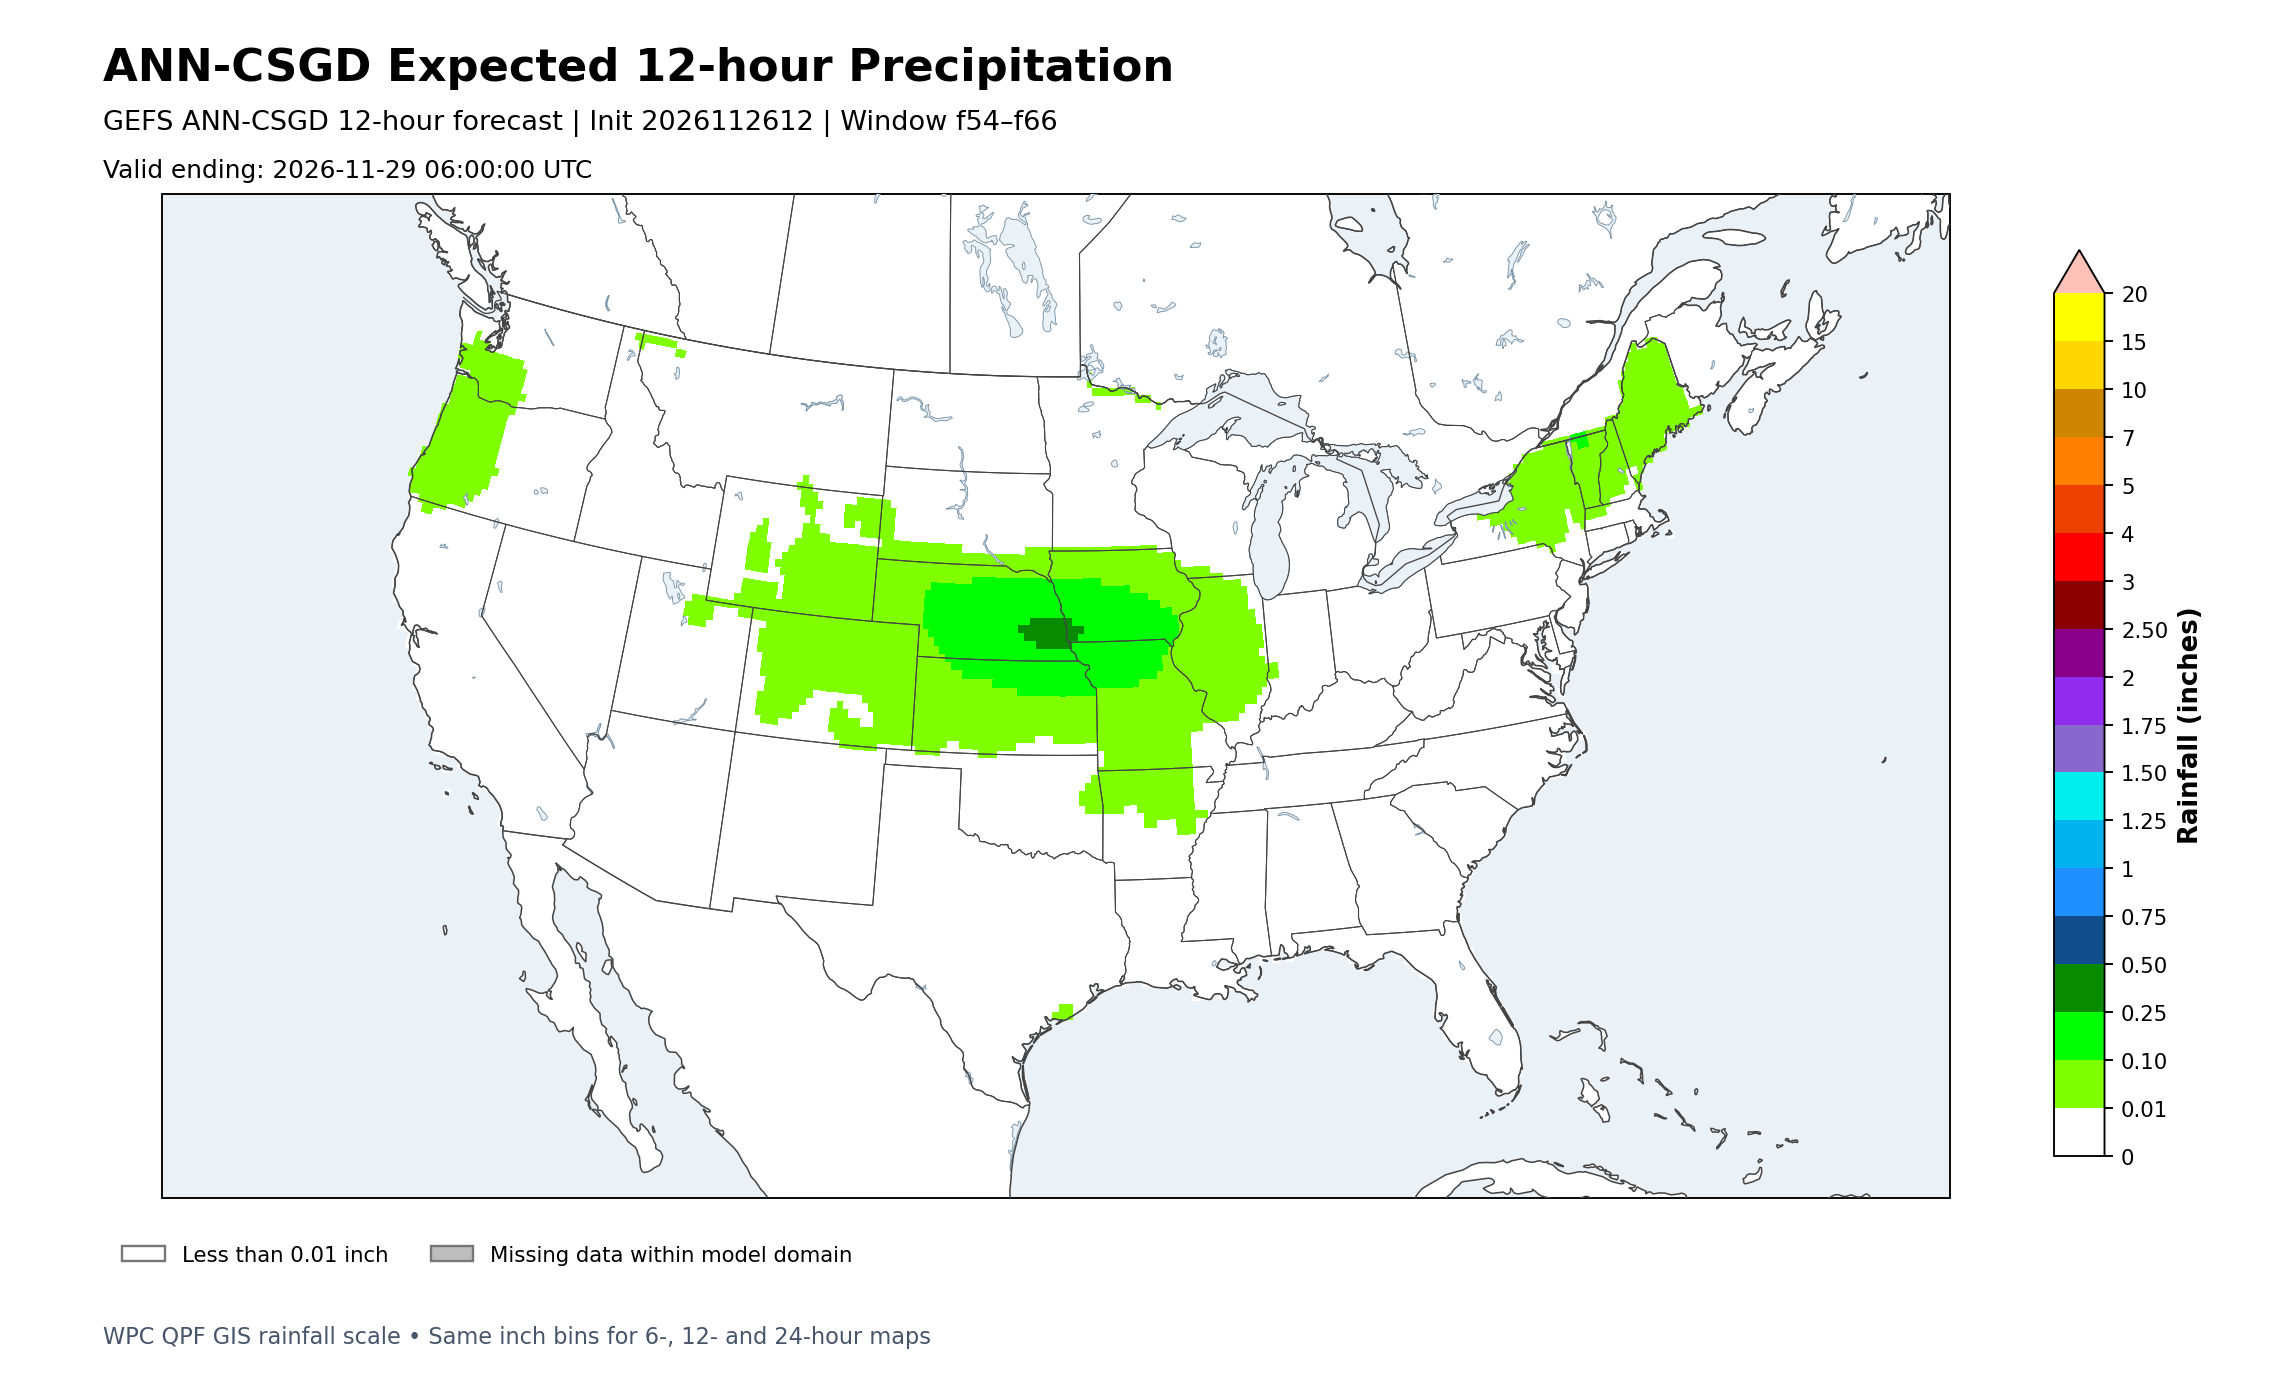 ANN-CSGD Expected 12-hour Precipitation
GEFS ANN-CSGD 12-hour forecast | Init 2026112612 | Window f54–f66
Valid ending: 2026-11-29 06:00:00 UTC
20
15
10
7
5
4
3
2.50
2
1.75
1.50
1.25
1
0.75
0.50
0.25
0.10
0.01
0
Rainfall (inches)
Less than 0.01 inch
Missing data within model domain
WPC QPF GIS rainfall scale • Same inch bins for 6-, 12- and 24-hour maps